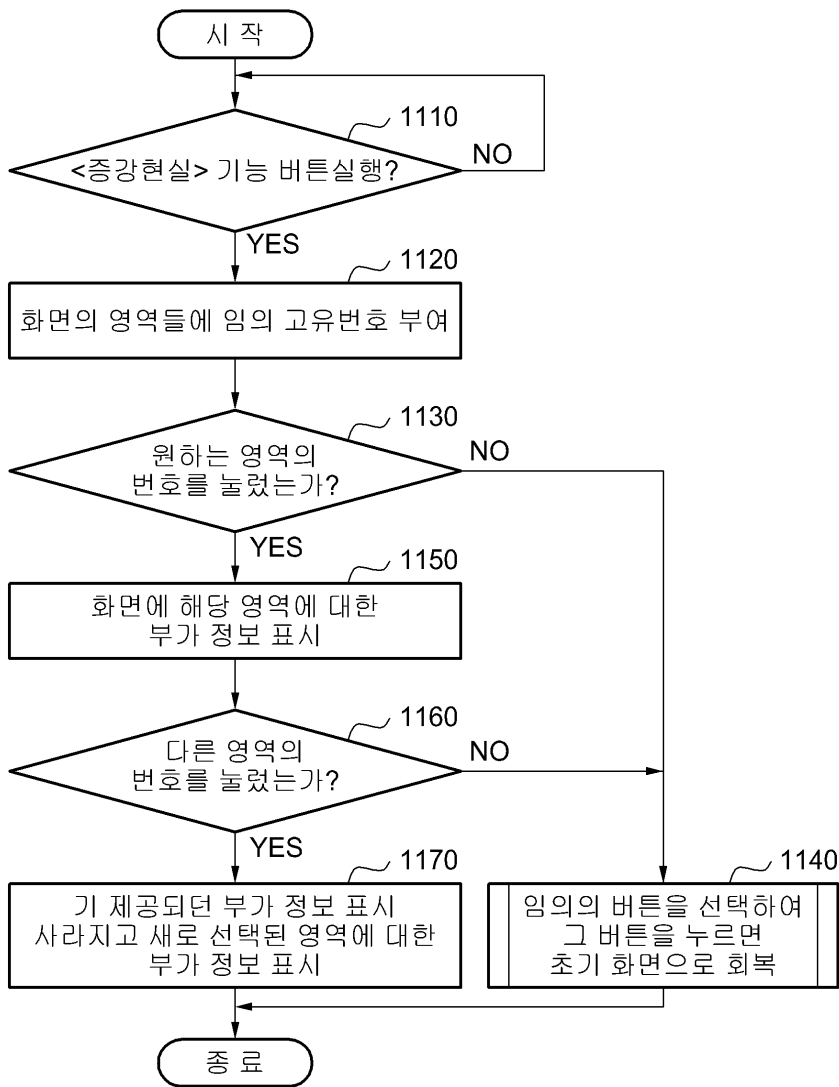 시 작
1110
<증강현실> 기능 버튼실행?
NO
YES
1120
화면의 영역들에 임의 고유번호 부여
1130
원하는 영역의
번호를 눌렀는가?
NO
YES
1150
화면에 해당 영역에 대한
부가 정보 표시
1160
다른 영역의
번호를 눌렀는가?
NO
YES
1170
기 제공되던 부가 정보 표시
사라지고 새로 선택된 영역에 대한
부가 정보 표시
1140
임의의 버튼을 선택하여
그 버튼을 누르면
초기 화면으로 회복
종 료